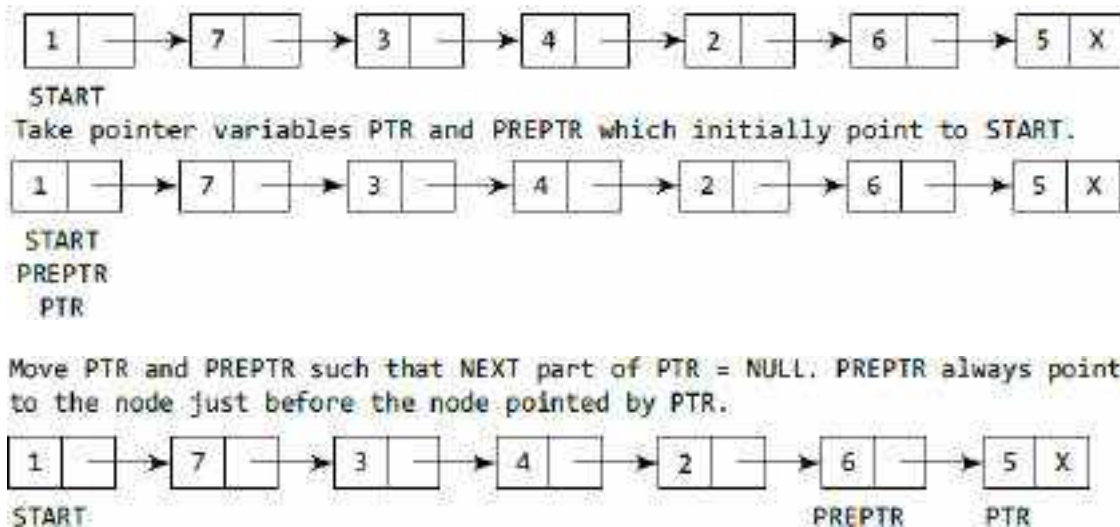 1 7 3 4 2 6 5 X
START
Take pointer variables PTR and PREPTR which initially point to START.
1 7 3 4 2 6 5 X
START
PREPTR
PTR
Move PTR and PREPTR such that NEXT part of PTR = NULL. PREPTR always point
to the node just before the node pointed by PTR.
1 7 3 4 2 6 5 X
START PREPTR PTR